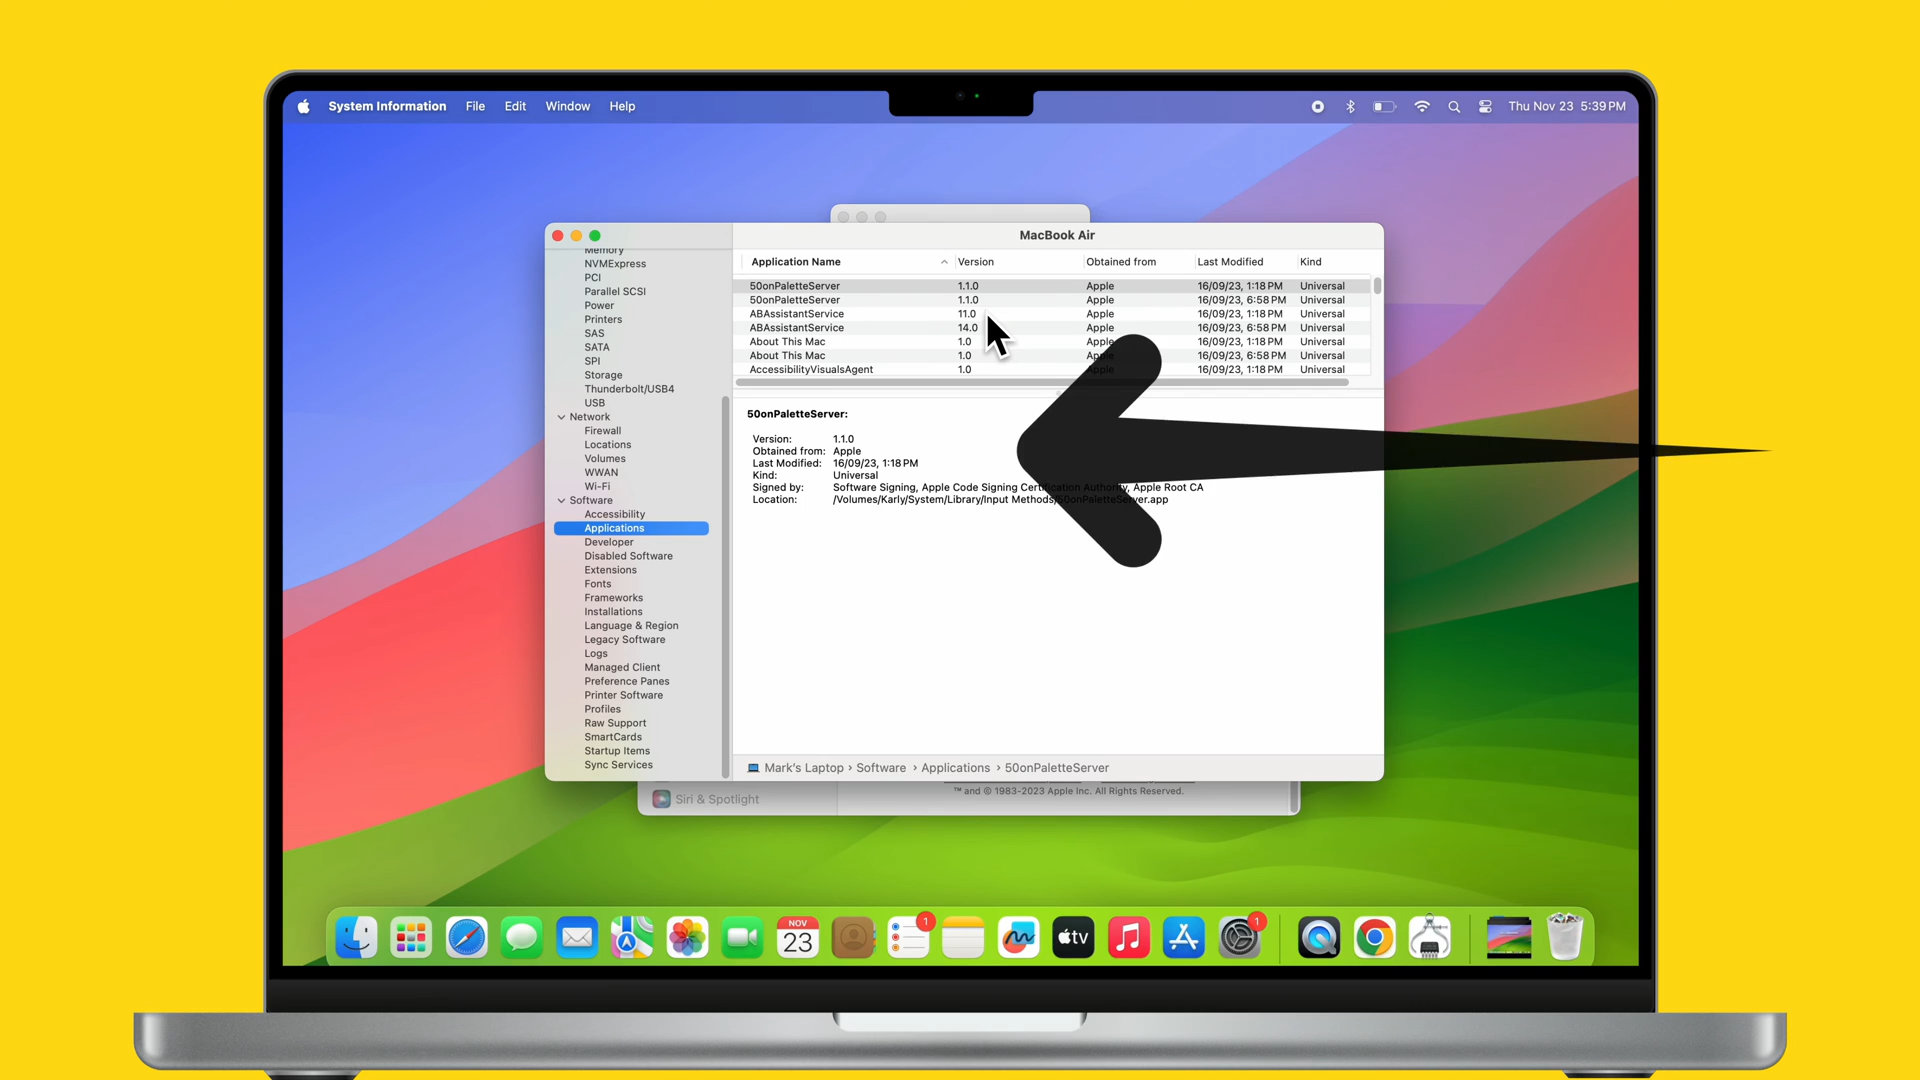 System Information File Edit Window Help
Thu Nov 23 5:39 PM
MacBook Air
Application Name Version Obtained from Last Modified Kind
50onPaletteServer 1.1.0 Apple 16/09/23, 1:18 PM Universal
50onPaletteServer 1.1.0 Apple 16/09/23, 6:58 PM Universal
ABAssistantService 11.0 Apple 16/09/23, 1:18 PM Universal
ABAssistantService 14.0 Apple 16/09/23, 6:58 PM Universal
About This Mac 1.0 Apple 16/09/23, 1:18 PM Universal
About This Mac 1.0 Apple 16/09/23, 6:58 PM Universal
AccessibilityVisualsAgent 1.0 Apple 16/09/23, 1:18 PM Universal
Memory
NVMExpress
PCI
Parallel SCSI
Power
Printers
SAS
SATA
SPI
Storage
Thunderbolt/USB4
USB
Network
Firewall
Locations
Volumes
WWAN
Wi-Fi
Software
Accessibility
Applications
Developer
Disabled Software
Extensions
Fonts
Frameworks
Installations
Language & Region
Legacy Software
Logs
Managed Client
Preference Panes
Printer Software
Profiles
Raw Support
SmartCards
Startup Items
Sync Services
50onPaletteServer:
Version: 1.1.0
Obtained from: Apple
Last Modified: 16/09/23, 1:18 PM
Kind: Universal
Signed by: Software Signing, Apple Code Signing Certification Authority, Apple Root CA
Location: /Volumes/Karly/System/Library/Input Methods/50onPaletteServer.app
Mark's Laptop › Software › Applications › 50onPaletteServer
Siri & Spotlight
™ and © 1983-2023 Apple Inc. All Rights Reserved.
NOV
23
1
tv
1